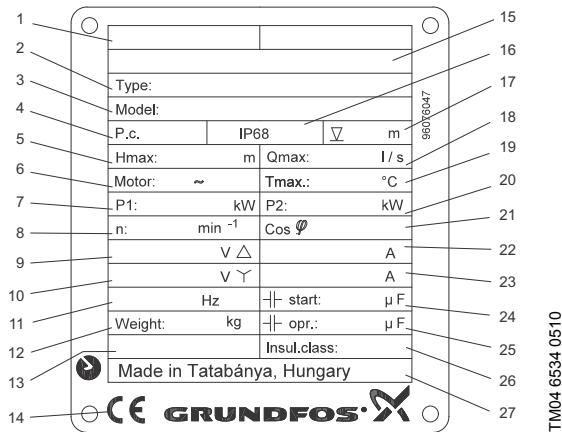 1 15
2 16
Type:
3 17
Model:
4 P.c. IP68 m 18
5 Hmax: m Qmax: l / s 19
6 Motor: ~ Tmax.: °C 20
7 P1: kW P2: kW 21
8 n: min -1 Cos φ
9 V △ A 22
10 V Y A 23
11 Hz start: µ F 24
12 Weight: kg opr.: µ F 25
13 Insul.class: 26
Made in Tatabánya, Hungary
14 CE GRUNDFOS 27
96076047
TM04 6534 0510